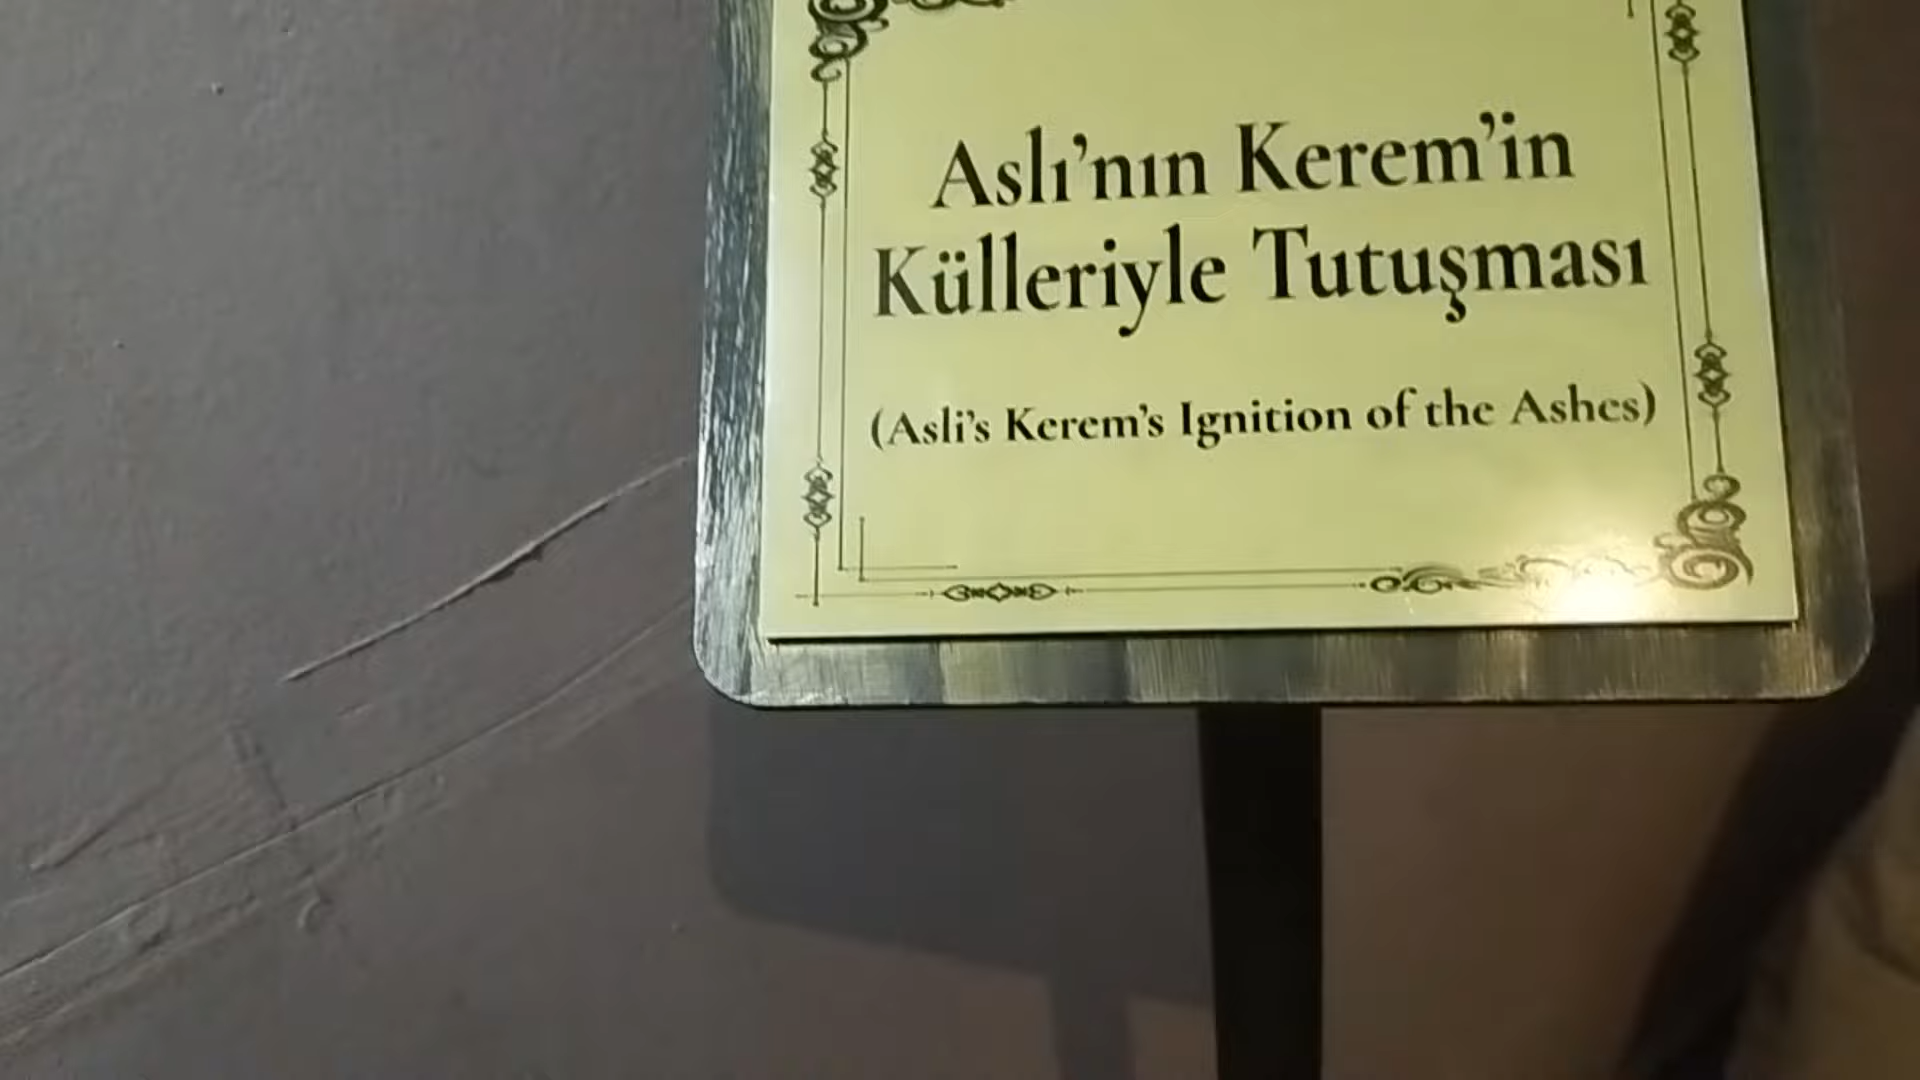 Aslı’nın Kerem’in
Külleriyle Tutuşması
(Asli’s Kerem’s Ignition of the Ashes)